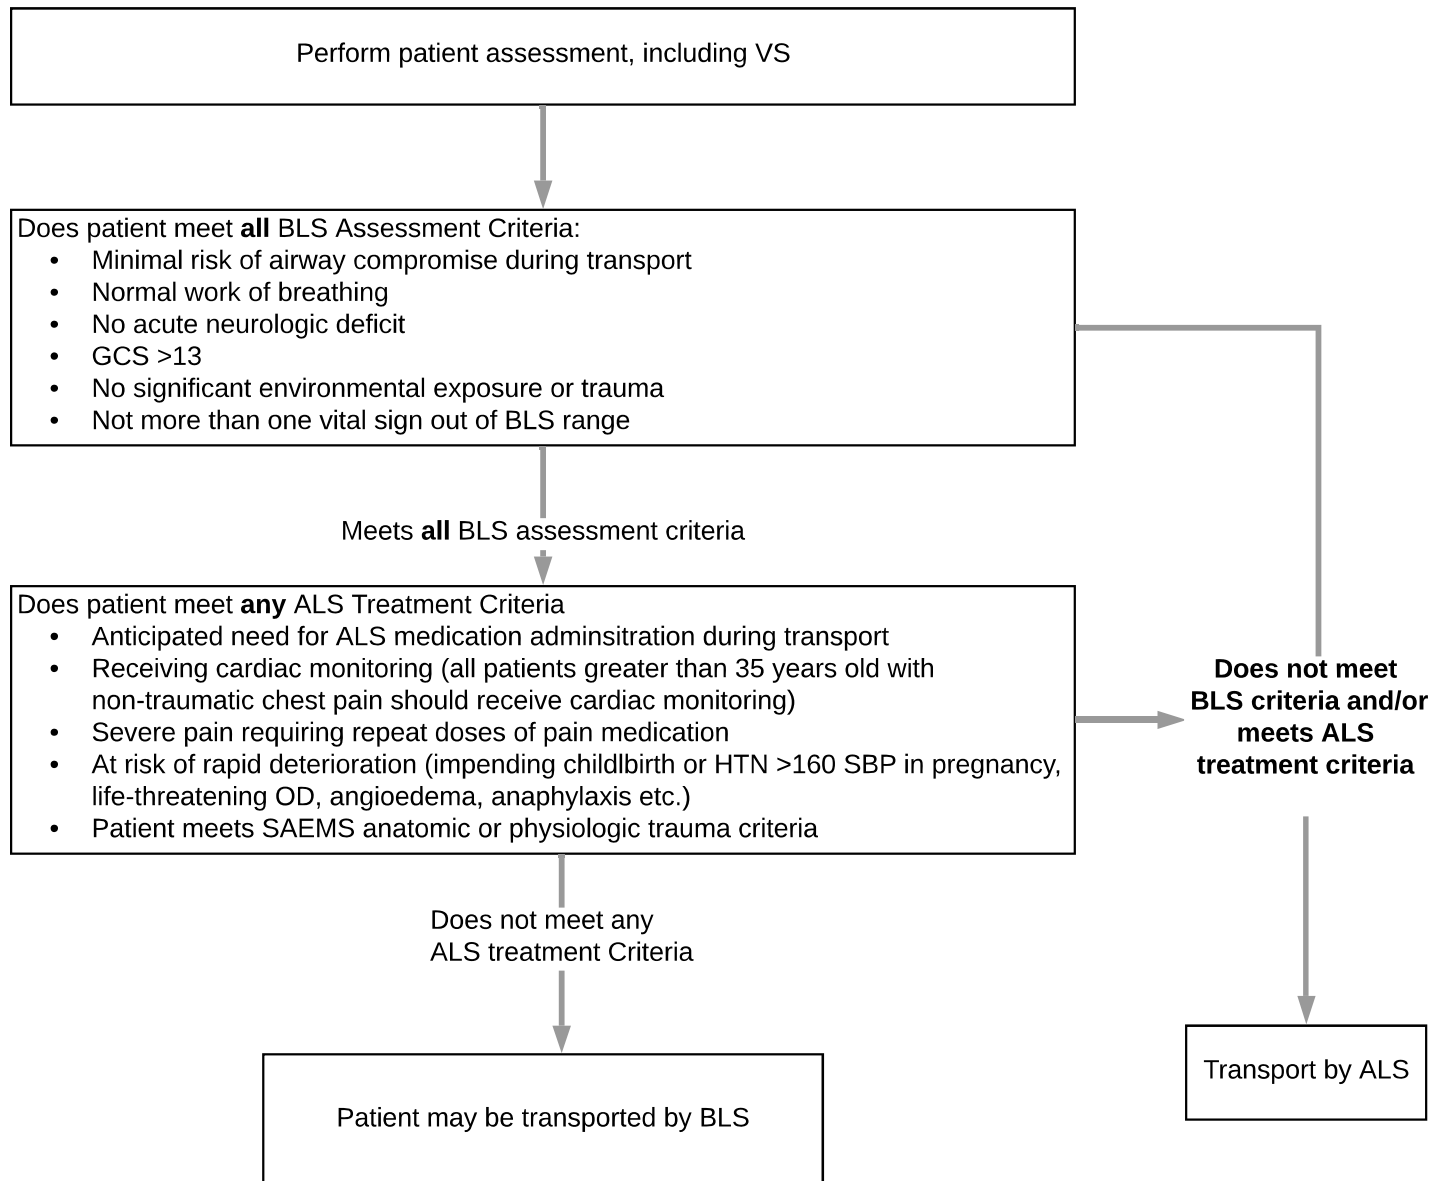 Perform patient assessment, including VS
Does patient meet all BLS Assessment Criteria:
• Minimal risk of airway compromise during transport
• Normal work of breathing
• No acute neurologic deficit
• GCS >13
• No significant environmental exposure or trauma
• Not more than one vital sign out of BLS range
Meets all BLS assessment criteria
Does patient meet any ALS Treatment Criteria
• Anticipated need for ALS medication adminsitration during transport
• Receiving cardiac monitoring (all patients greater than 35 years old with
non-traumatic chest pain should receive cardiac monitoring)
• Severe pain requiring repeat doses of pain medication
• At risk of rapid deterioration (impending childlbirth or HTN >160 SBP in pregnancy,
life-threatening OD, angioedema, anaphylaxis etc.)
• Patient meets SAEMS anatomic or physiologic trauma criteria
Does not meet
BLS criteria and/or
meets ALS
treatment criteria
Does not meet any
ALS treatment Criteria
Transport by ALS
Patient may be transported by BLS